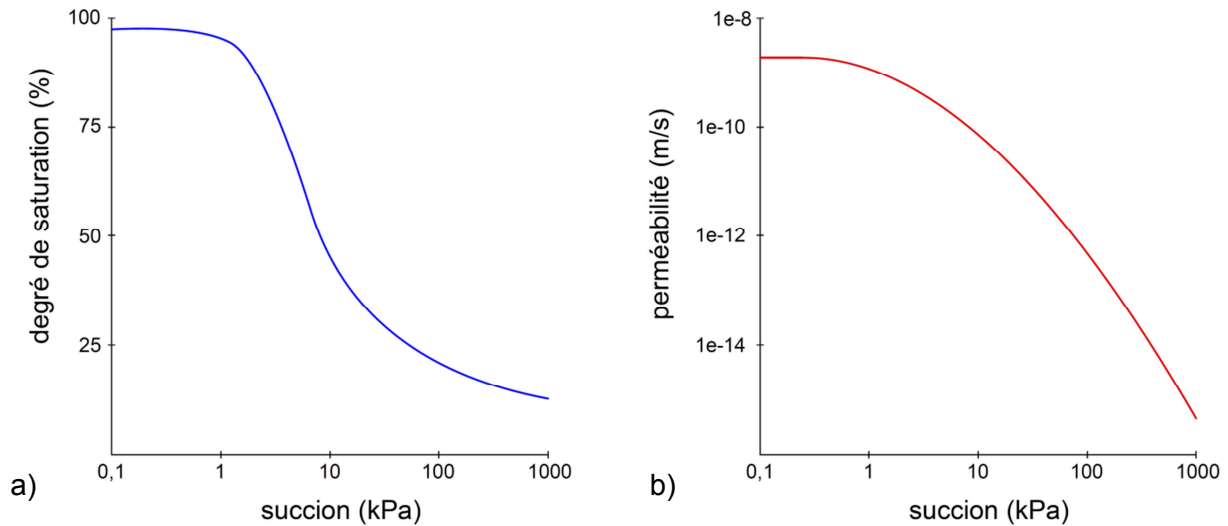 degré de saturation (%)
100
75
50
25
0,1 1 10 100 1000
succion (kPa)
a)
perméabilité (m/s)
1e-8
1e-10
1e-12
1e-14
0,1 1 10 100 1000
succion (kPa)
b)